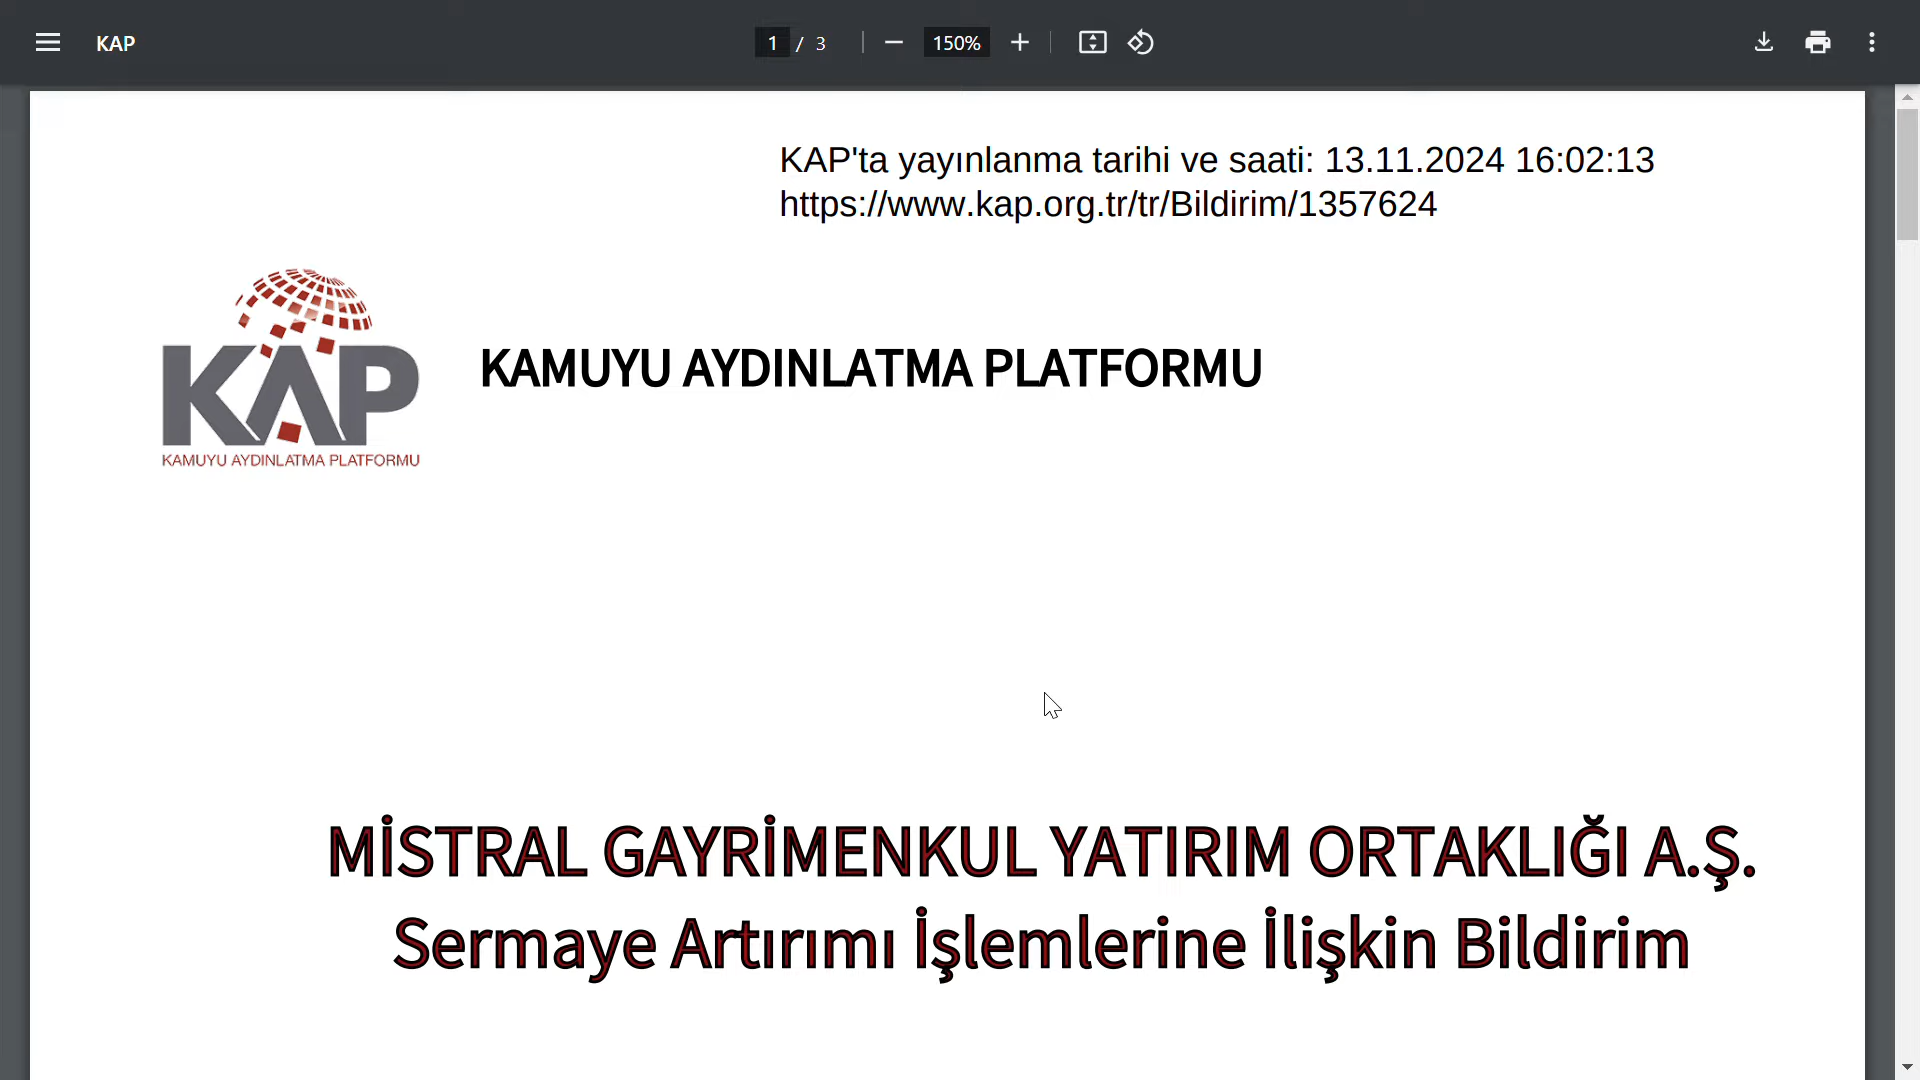 KAP
1 / 3
150%
KAP'ta yayınlanma tarihi ve saati: 13.11.2024 16:02:13
https://www.kap.org.tr/tr/Bildirim/1357624
KAP
KAMUYU AYDINLATMA PLATFORMU
KAMUYU AYDINLATMA PLATFORMU
MİSTRAL GAYRİMENKUL YATIRIM ORTAKLIĞI A.Ş.
Sermaye Artırımı İşlemlerine İlişkin Bildirim